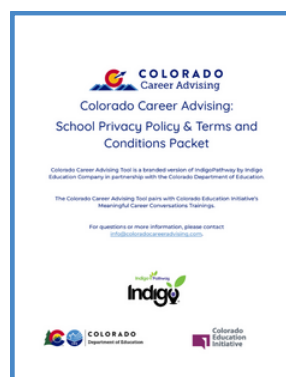 COLORADO
Career Advising
Colorado Career Advising:
School Privacy Policy & Terms and
Conditions Packet
Colorado Career Advising Tool is a branded version of IndigoPathway by Indigo
Education Company in partnership with the Colorado Department of Education.
The Colorado Career Advising Tool pairs with Colorado Education Initiative's
Meaningful Career Conversations Trainings.
For questions or more information, please contact
info@coloradocareeradvising.com.
Indigo Pathway
Indigo
COLORADO
Department of Education
Colorado
Education
Initiative